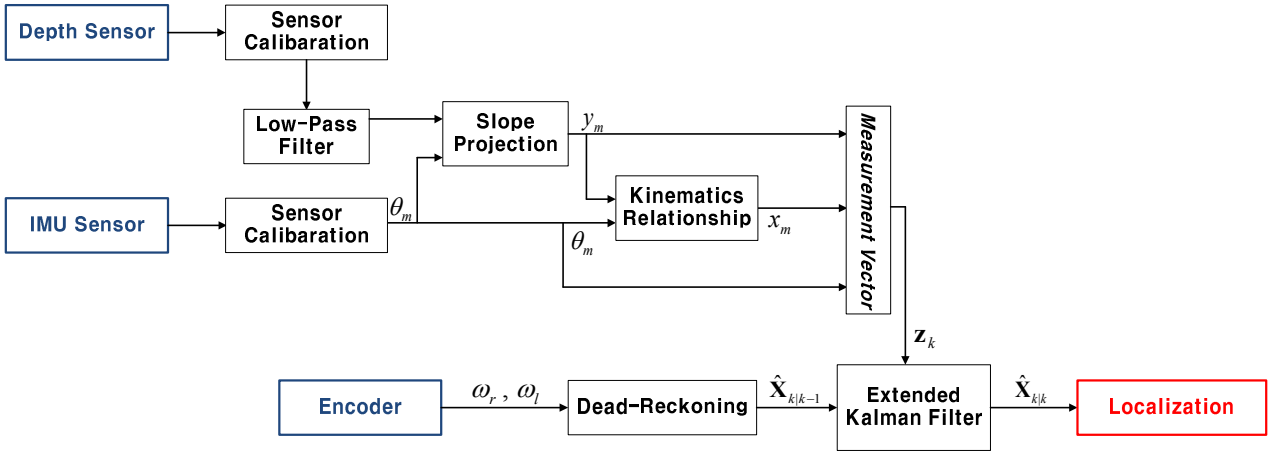 Depth Sensor
Sensor
Calibaration
Low-Pass
Filter
Slope
Projection
y_m
Measurement Vector
IMU Sensor
Sensor
Calibaration
θ_m
θ_m
Kinematics
Relationship
x_m
z_k
Encoder
ω_r , ω_l
Dead-Reckoning
X̂_{k|k-1}
Extended
Kalman Filter
X̂_{k|k}
Localization